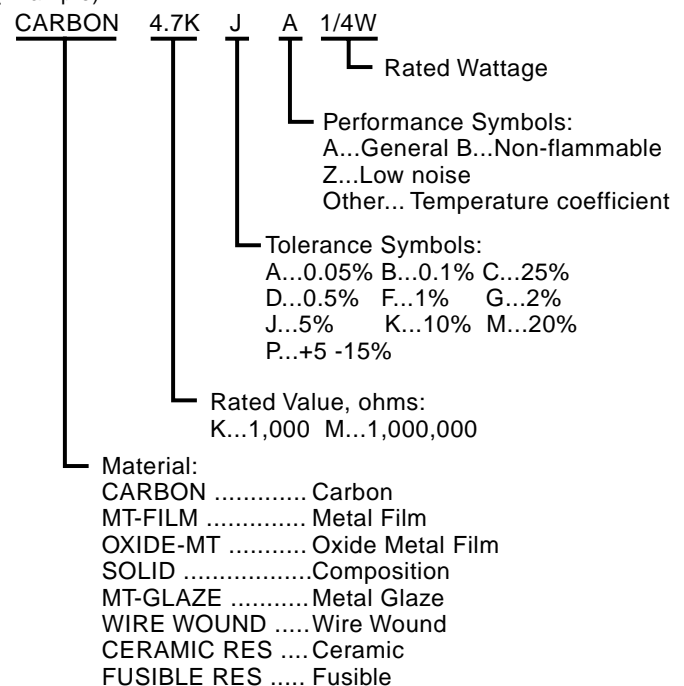 CARBON 4.7K J A 1/4W
Rated Wattage
Performance Symbols:
A...General B...Non-flammable
Z...Low noise
Other... Temperature coefficient
Tolerance Symbols:
A...0.05% B...0.1% C...25%
D...0.5% F...1% G...2%
J...5% K...10% M...20%
P...+5 -15%
Rated Value, ohms:
K...1,000 M...1,000,000
Material:
CARBON ............. Carbon
MT-FILM .............. Metal Film
OXIDE-MT ........... Oxide Metal Film
SOLID ..................Composition
MT-GLAZE ...........Metal Glaze
WIRE WOUND .....Wire Wound
CERAMIC RES ....Ceramic
FUSIBLE RES ..... Fusible